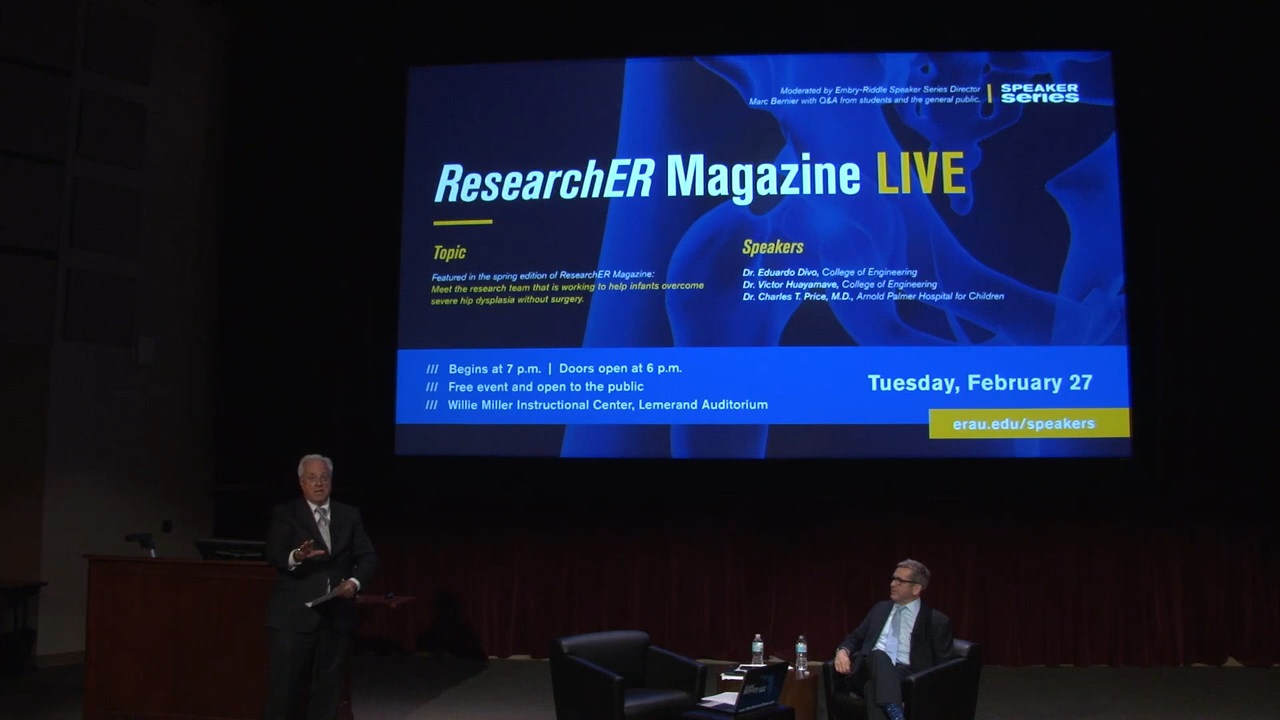 Moderated by Embry-Riddle Speaker Series Director
Marc Bernier with Q&A from students and the general public.
SPEAKER
series
ResearchER Magazine LIVE
Topic
Featured in the spring edition of ResearchER Magazine:
Meet the research team that is working to help infants overcome
severe hip dysplasia without surgery.
Speakers
Dr. Eduardo Divo, College of Engineering
Dr. Victor Huayamave, College of Engineering
Dr. Charles T. Price, M.D., Arnold Palmer Hospital for Children
/// Begins at 7 p.m. | Doors open at 6 p.m.
/// Free event and open to the public
/// Willie Miller Instructional Center, Lemerand Auditorium
Tuesday, February 27
erau.edu/speakers